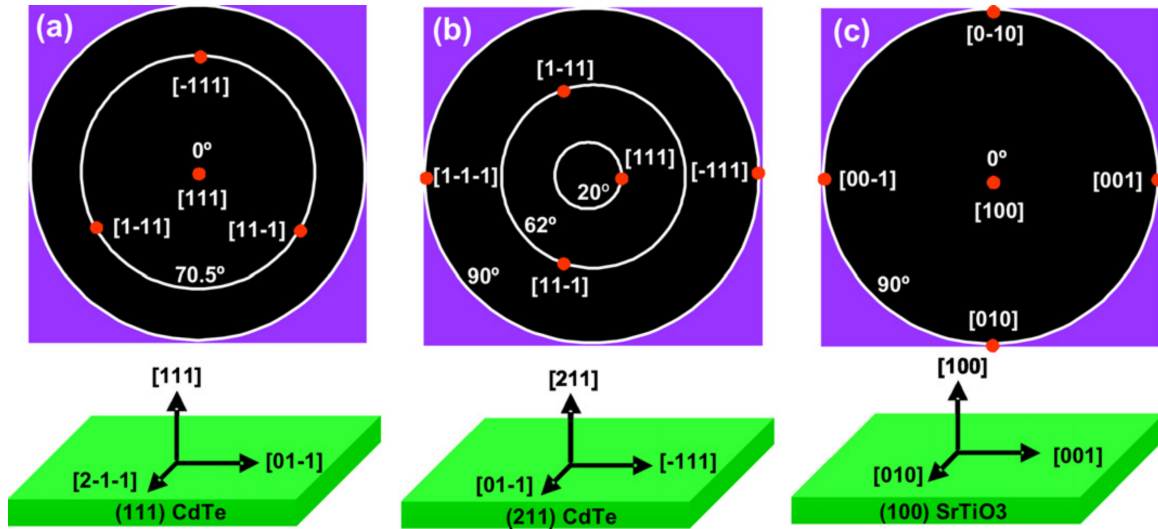 (a)
[-111]
0º
[111]
[1-11]
[11-1]
70.5º
[111]
[01-1]
[2-1-1]
(111) CdTe
(b)
[1-11]
[111]
[-111]
[1-1-1]
20º
62º
[11-1]
90º
[211]
[-111]
[01-1]
(211) CdTe
(c)
[0-10]
0º
[00-1]
[001]
[100]
90º
[010]
[100]
[001]
[010]
(100) SrTiO3